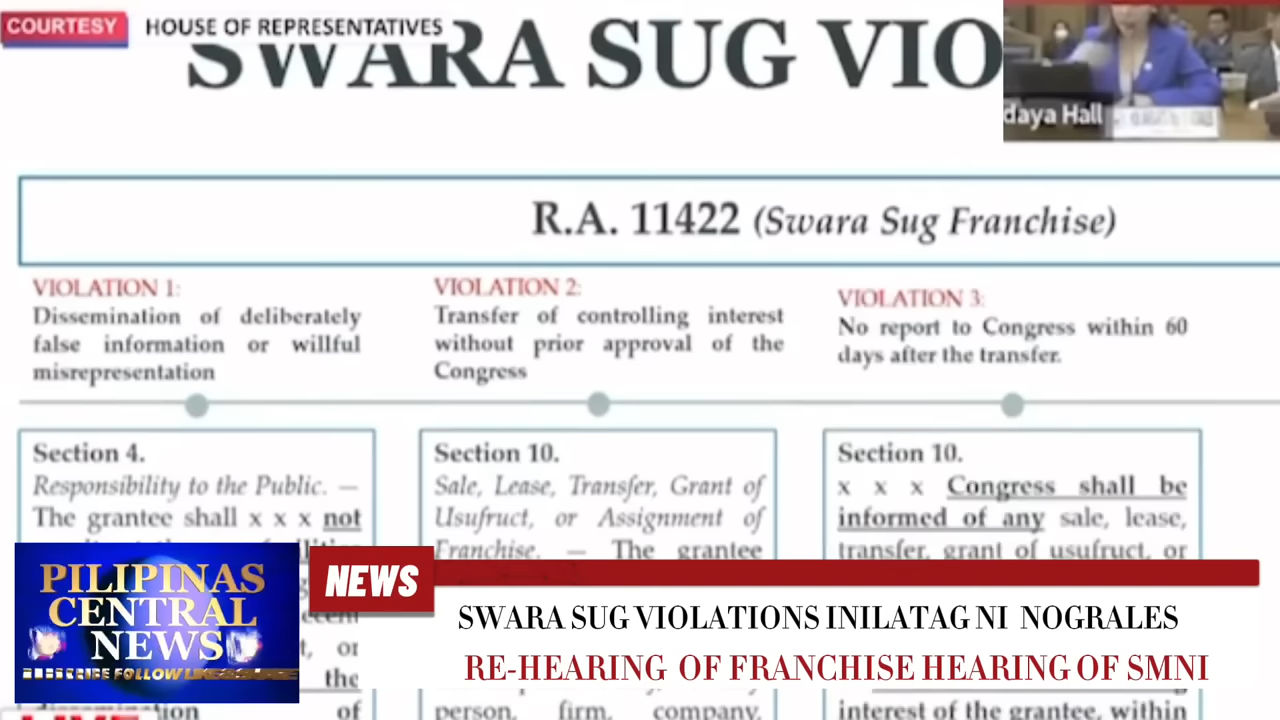 COURTESY HOUSE OF REPRESENTATIVES
SWARA SUG VIO
daya Hall
R.A. 11422 (Swara Sug Franchise)
VIOLATION 1:
Dissemination of deliberately
false information or willful
misrepresentation
VIOLATION 2:
Transfer of controlling interest
without prior approval of the
Congress
VIOLATION 3:
No report to Congress within 60
days after the transfer.
Section 4.
Responsibility to the Public. —
The grantee shall x x x not
or
the
of
Section 10.
Sale, Lease, Transfer, Grant of
Usufruct, or Assignment of
Franchise. — The grantee
person, firm, company,
Section 10.
x x x Congress shall be
informed of any sale, lease,
transfer, grant of usufruct, or
interest of the grantee, within
PILIPINAS
CENTRAL
NEWS
NEWS
SWARA SUG VIOLATIONS INILATAG NI NOGRALES
RE-HEARING OF FRANCHISE HEARING OF SMNI